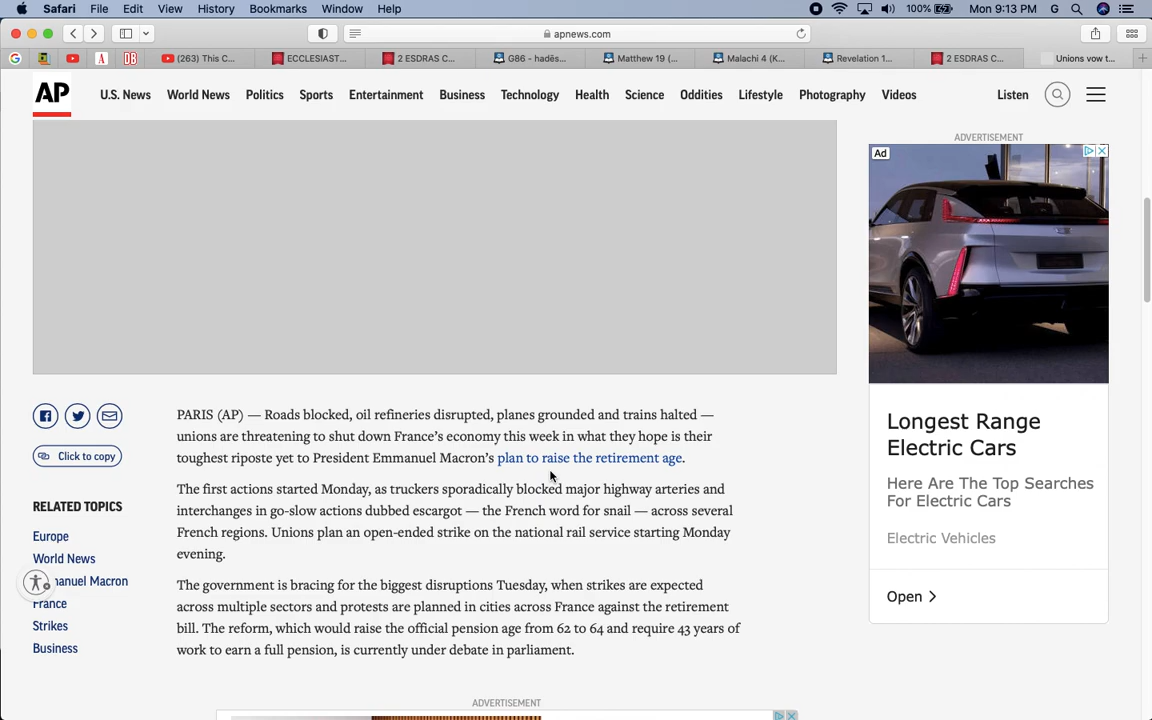 Safari File Edit View History Bookmarks Window Help 100% Mon 9:13 PM G
apnews.com
(263) This C...
ECCLESIAST...
2 ESDRAS C...
G86 - hadēs...
Matthew 19 (...
Malachi 4 (K...
Revelation 1...
2 ESDRAS C...
Unions vow t...
AP
U.S. News World News Politics Sports Entertainment Business Technology Health Science Oddities Lifestyle Photography Videos Listen
Click to copy
RELATED TOPICS
Europe
World News
anuel Macron
France
Strikes
Business
PARIS (AP) — Roads blocked, oil refineries disrupted, planes grounded and trains halted —
unions are threatening to shut down France’s economy this week in what they hope is their
toughest riposte yet to President Emmanuel Macron’s plan to raise the retirement age.
The first actions started Monday, as truckers sporadically blocked major highway arteries and
interchanges in go-slow actions dubbed escargot — the French word for snail — across several
French regions. Unions plan an open-ended strike on the national rail service starting Monday
evening.
The government is bracing for the biggest disruptions Tuesday, when strikes are expected
across multiple sectors and protests are planned in cities across France against the retirement
bill. The reform, which would raise the official pension age from 62 to 64 and require 43 years of
work to earn a full pension, is currently under debate in parliament.
ADVERTISEMENT
ADVERTISEMENT
Ad
Longest Range
Electric Cars
Here Are The Top Searches
For Electric Cars
Electric Vehicles
Open